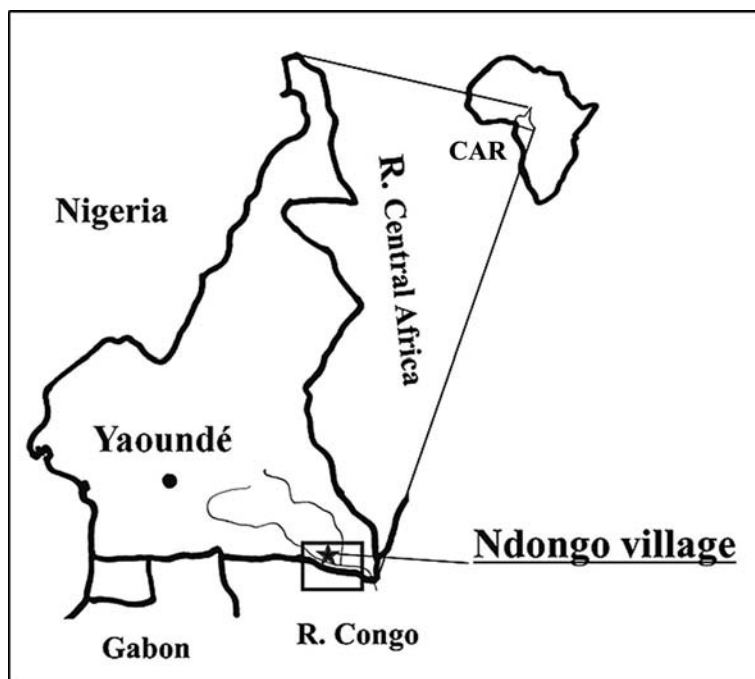 CAR
Nigeria
R. Central Africa
Yaoundé
Ndongo village
Gabon
R. Congo